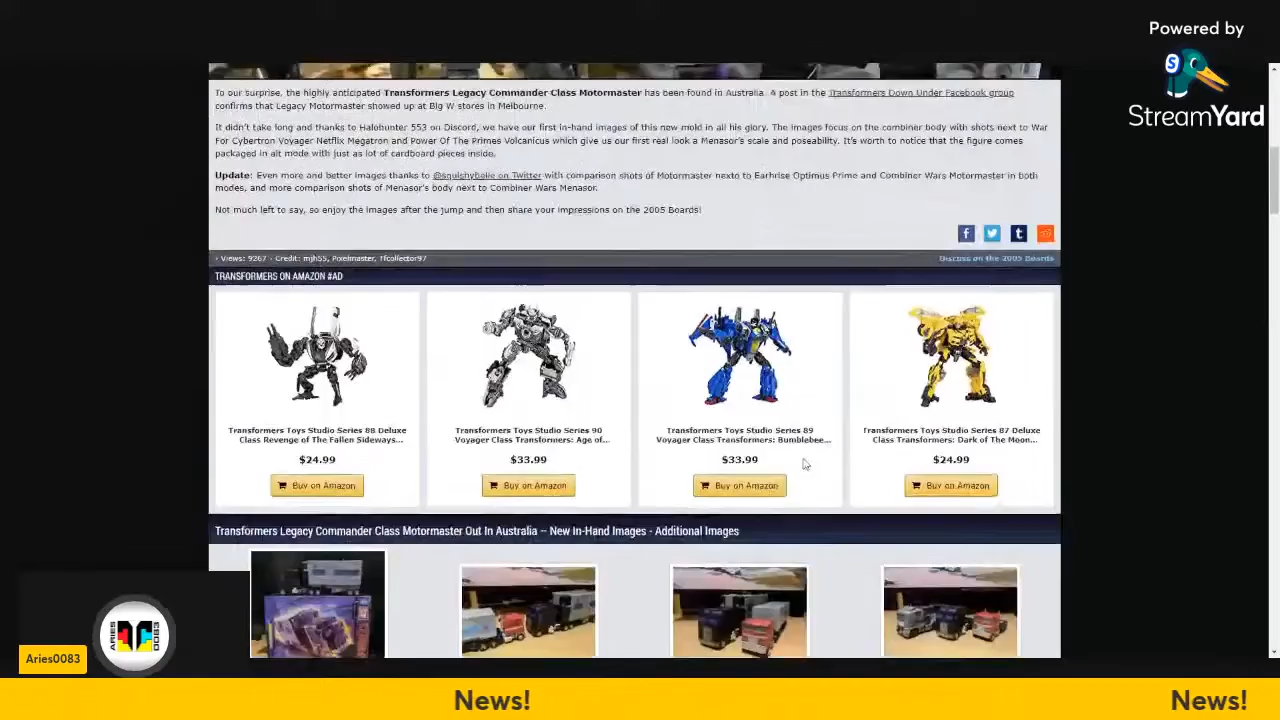 Powered by
StreamYard
To our surprise, the highly anticipated Transformers Legacy Commander Class Motormaster has been found in Australia. A post in the Transformers Down Under Facebook group
confirms that Legacy Motormaster showed up at Big W stores in Melbourne.
It didn't take long and thanks to Halohunter 553 on Discord, we have our first in-hand images of this new mold in all his glory. The images focus on the combiner body with shots next to War
For Cybertron Voyager Netflix Megatron and Power Of The Primes Volcanicus which give us our first real look a Menasor's scale and poseability. It's worth to notice that the figure comes
packaged in alt mode with just as lot of cardboard pieces inside.
Update: Even more and better images thanks to @squishybelle on Twitter with comparison shots of Motormaster nexto to Earhrise Optimus Prime and Combiner Wars Motormaster in both
modes, and more comparison shots of Menasor's body next to Combiner Wars Menasor.
Not much left to say, so enjoy the images after the jump and then share your impressions on the 2005 Boards!
› Views: 9267 - Credit: mjh55, Pixelmaster, Tfcollector97 Discuss on the 2005 Boards
TRANSFORMERS ON AMAZON #AD
Transformers Toys Studio Series 88 Deluxe
Class Revenge of The Fallen Sideways...
$24.99
Buy on Amazon
Transformers Toys Studio Series 90
Voyager Class Transformers: Age of...
$33.99
Buy on Amazon
Transformers Toys Studio Series 89
Voyager Class Transformers: Bumblebee...
$33.99
Buy on Amazon
Transformers Toys Studio Series 87 Deluxe
Class Transformers: Dark of The Moon...
$24.99
Buy on Amazon
Transformers Legacy Commander Class Motormaster Out In Australia -- New In-Hand Images - Additional Images
ARIES
0083
Aries0083
News! News!